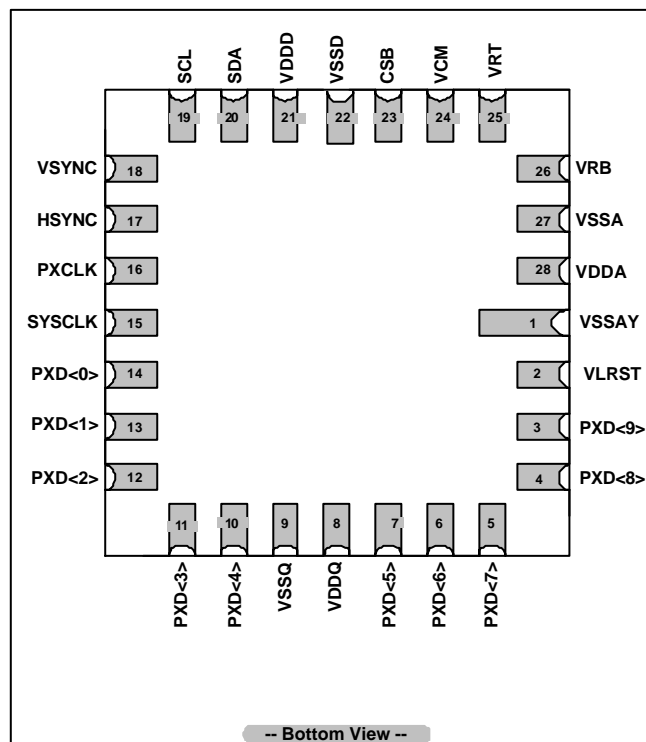 SCL SDA VDDD VSSD CSB VCM VRT
19 20 21 22 23 24 25
VSYNC 18 26 VRB
HSYNC 17 27 VSSA
PXCLK 16 28 VDDA
SYSCLK 15 1 VSSAY
PXD<0> 14 2 VLRST
PXD<1> 13 3 PXD<9>
PXD<2> 12 4 PXD<8>
11 10 9 8 7 6 5
PXD<3> PXD<4> VSSQ VDDQ PXD<5> PXD<6> PXD<7>
-- Bottom View --